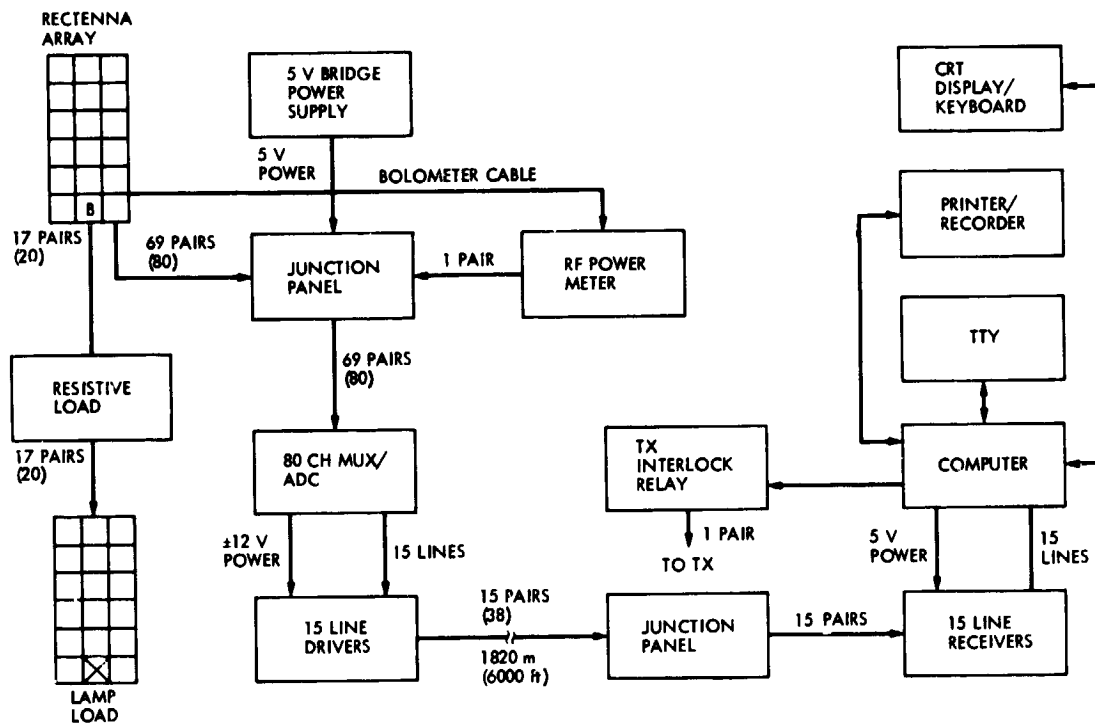 RECTENNA
ARRAY
B
5 V BRIDGE
POWER
SUPPLY
CRT
DISPLAY/
KEYBOARD
5 V
POWER
BOLOMETER CABLE
PRINTER/
RECORDER
17 PAIRS
(20)
69 PAIRS
(80)
JUNCTION
PANEL
1 PAIR
RF POWER
METER
TTY
69 PAIRS
(80)
RESISTIVE
LOAD
17 PAIRS
(20)
80 CH MUX/
ADC
TX
INTERLOCK
RELAY
COMPUTER
±12 V
POWER
15 LINES
1 PAIR
TO TX
5 V
POWER
15
LINES
15 LINE
DRIVERS
15 PAIRS
(38)
1820 m
(6000 ft)
JUNCTION
PANEL
15 PAIRS
15 LINE
RECEIVERS
LAMP
LOAD